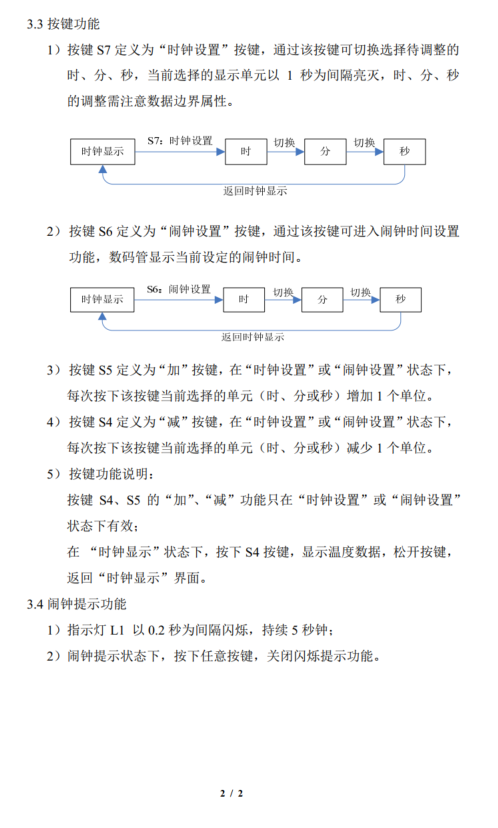 3.3 按键功能
1）按键 S7 定义为“时钟设置”按键，通过该按键可切换选择待调整的
时、分、秒，当前选择的显示单元以 1 秒为间隔亮灭，时、分、秒
的调整需注意数据边界属性。
时钟显示 S7：时钟设置 时 切换 分 切换 秒
返回时钟显示
2）按键 S6 定义为“闹钟设置”按键，通过该按键可进入闹钟时间设置
功能，数码管显示当前设定的闹钟时间。
时钟显示 S6：闹钟设置 时 切换 分 切换 秒
返回时钟显示
3）按键 S5 定义为“加”按键，在“时钟设置”或“闹钟设置”状态下，
每次按下该按键当前选择的单元（时、分或秒）增加 1 个单位。
4）按键 S4 定义为“减”按键，在“时钟设置”或“闹钟设置”状态下，
每次按下该按键当前选择的单元（时、分或秒）减少 1 个单位。
5）按键功能说明：
按键 S4、S5 的“加”、“减”功能只在“时钟设置”或“闹钟设置”
状态下有效；
在 “时钟显示”状态下，按下 S4 按键，显示温度数据，松开按键，
返回“时钟显示”界面。
3.4 闹钟提示功能
1）指示灯 L1 以 0.2 秒为间隔闪烁，持续 5 秒钟；
2）闹钟提示状态下，按下任意按键，关闭闪烁提示功能。
2 / 2